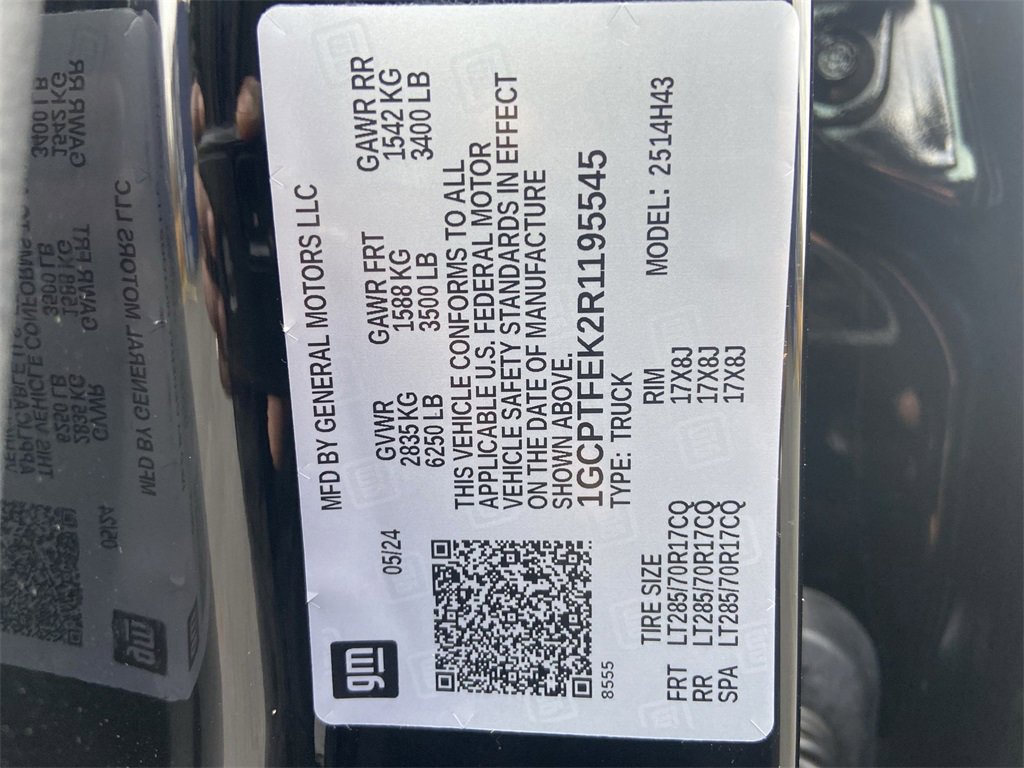 gm
MFD BY GENERAL MOTORS LLC
05/24
GVWR GAWR FRT GAWR RR
2835 KG 1588 KG 1542 KG
6250 LB 3500 LB 3400 LB
THIS VEHICLE CONFORMS TO ALL
APPLICABLE U.S. FEDERAL MOTOR
VEHICLE SAFETY STANDARDS IN EFFECT
ON THE DATE OF MANUFACTURE
SHOWN ABOVE.
1GCPTFEK2R1195545
8555
TYPE: TRUCK
MODEL: 2514H43
TIRE SIZE RIM
FRT LT285/70R17CQ 17X8J
RR LT285/70R17CQ 17X8J
SPA LT285/70R17CQ 17X8J